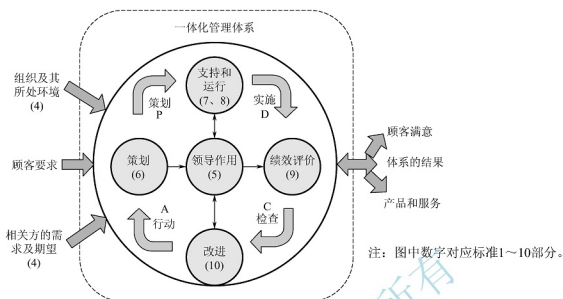 一体化管理体系
组织及其
所处环境
(4)
策划
P
支持和
运行
(7、8)
实施
D
顾客要求
策划
(6)
领导作用
(5)
绩效评价
(9)
顾客满意
体系的结果
产品和服务
相关方的需
求及期望
(4)
A
行动
C
检查
改进
(10)
注：图中数字对应标准1～10部分。
所有